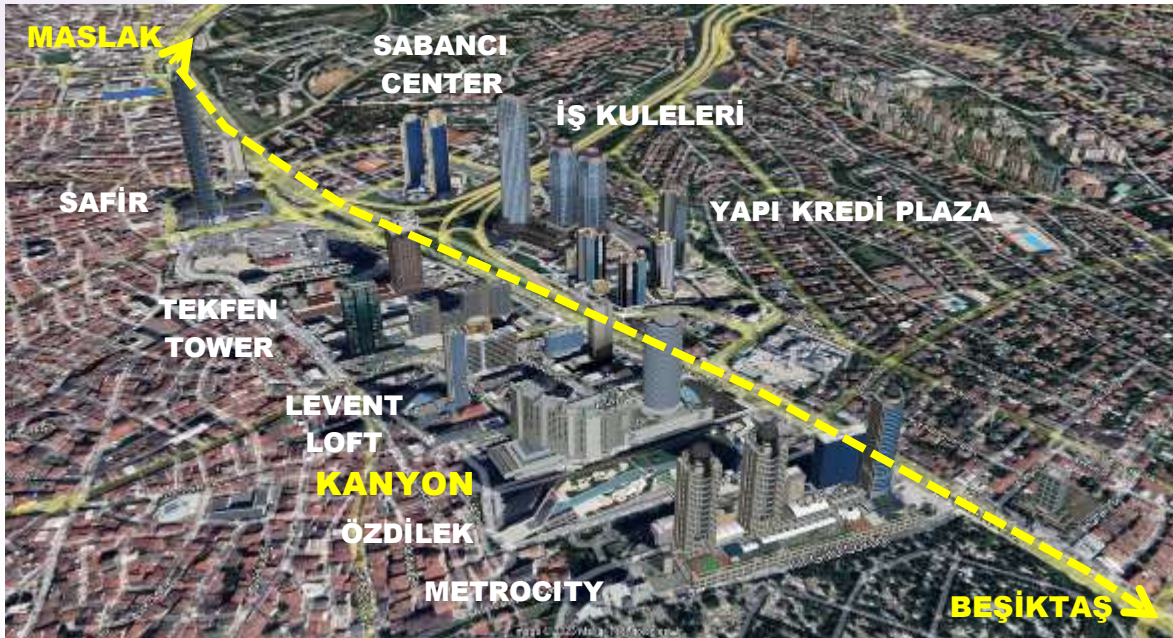 MASLAK
SABANCI
CENTER
İŞ KULELERİ
SAFİR
YAPI KREDİ PLAZA
TEKFEN
TOWER
LEVENT
LOFT
KANYON
ÖZDİLEK
METROCITY
BEŞİKTAŞ